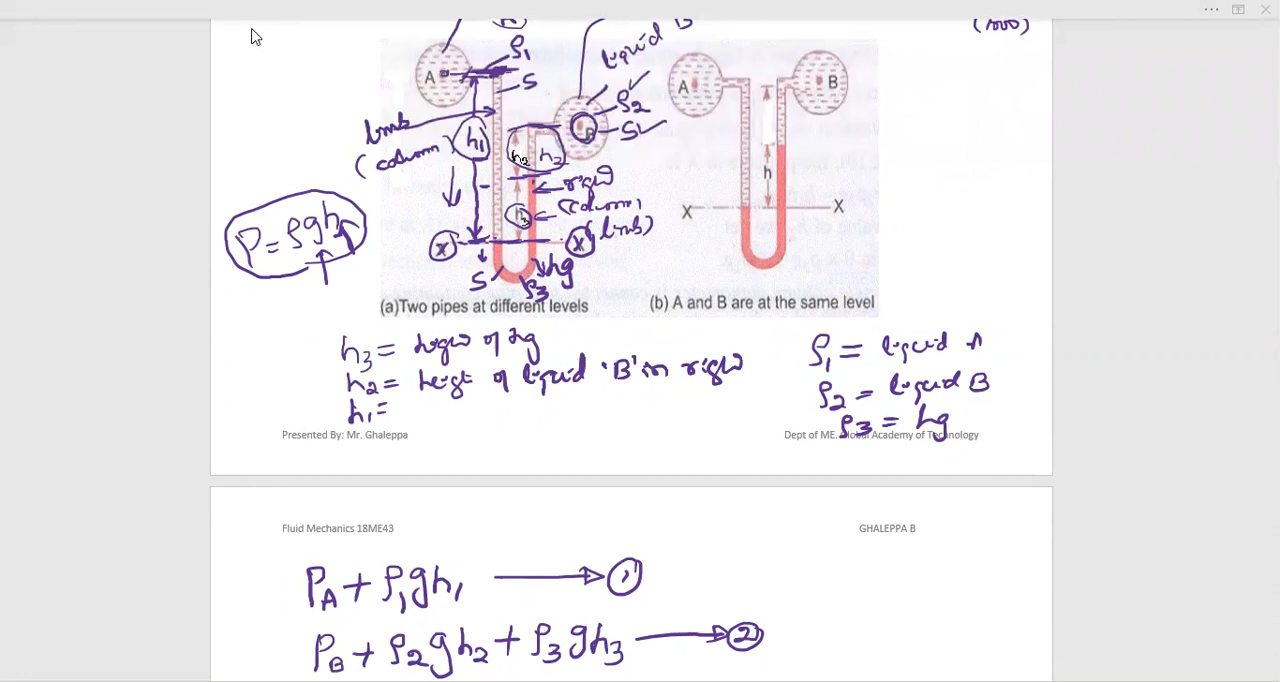 B
(1000)
ρ1
liquid
A
S
ρ2
B
S
limb
(column)
h1
h2
h2
right
(column)
(limb)
h3
P = ρgh
X
X
S
hg
ρ3
A
B
h
X
X
(a)Two pipes at different levels
(b) A and B are at the same level
h3 = of hg
h2 = height of liquid 'B' in right
h1 =
ρ1 = liquid A
ρ2 = liquid B
ρ3 = hg
Presented By: Mr. Ghaleppa
Dept of ME. Global Academy of Technology
Fluid Mechanics 18ME43
GHALEPPA B
PA + ρ1gh1 → 1
PB + ρ2gh2 + ρ3gh3 → 2